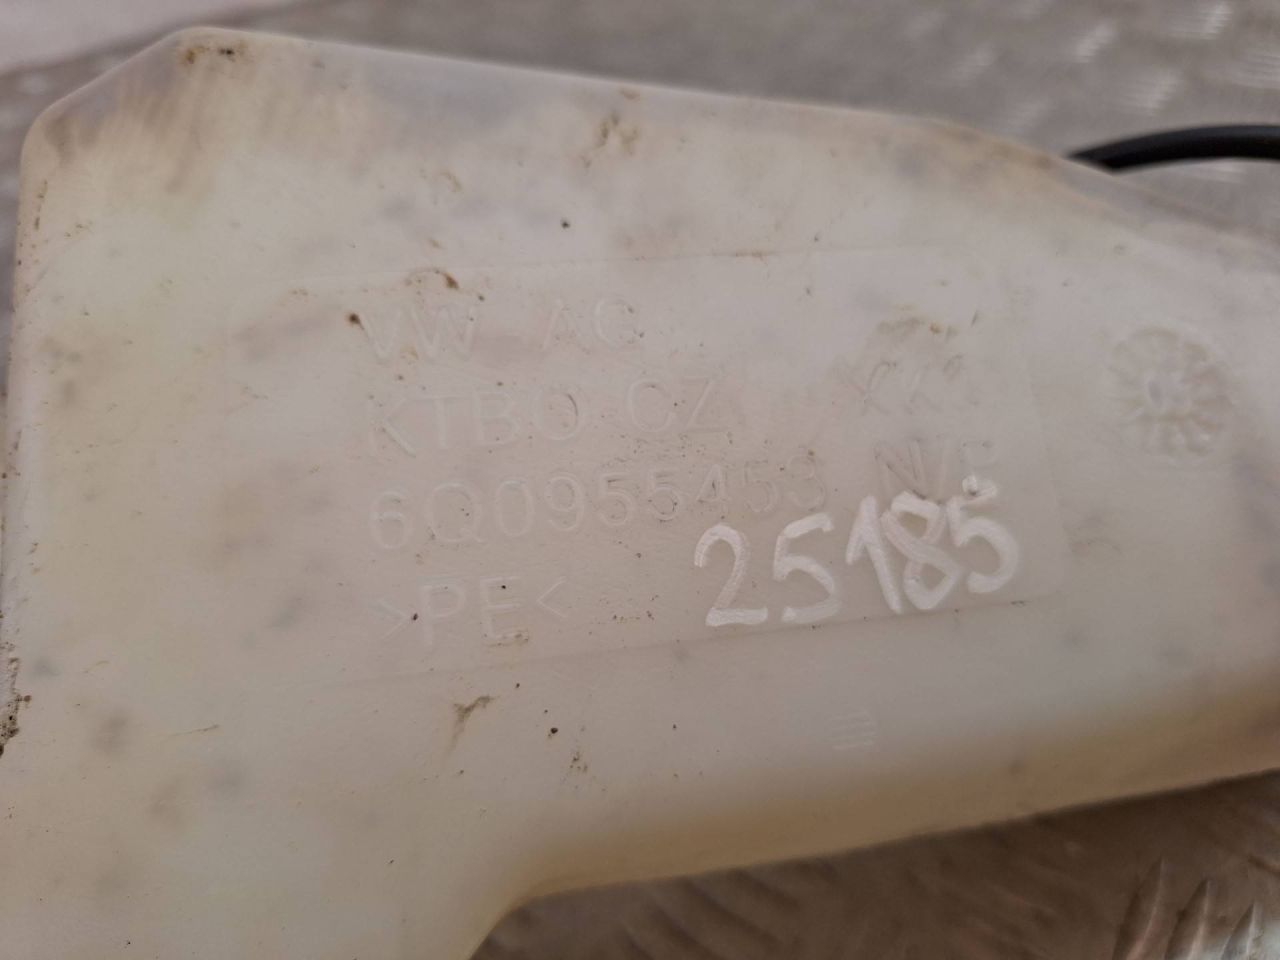 VW AG
KTBO CZ
6Q0955453 N/P
>PE<
25185